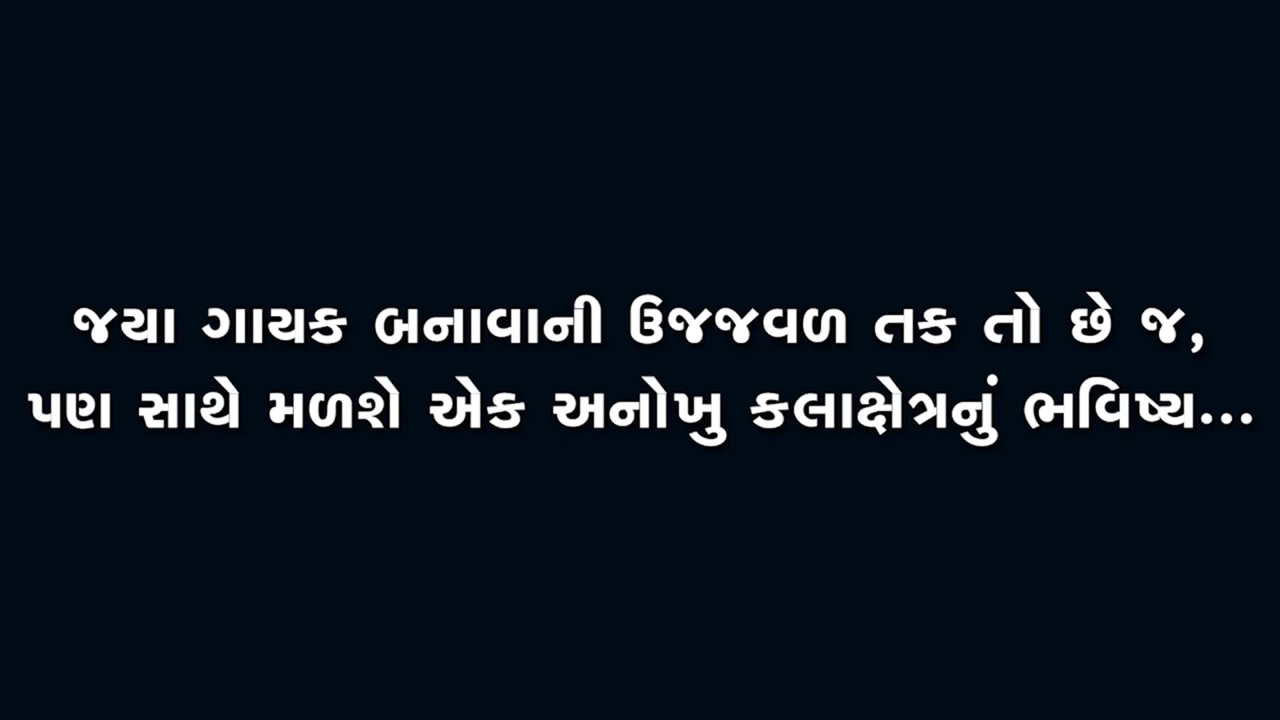 જયા ગાયક બનાવાની ઉજજવળ તક તો છે જ,
પણ સાથે મળશે એક અનોખુ કલાક્ષેત્રનું ભવિષ્ય...